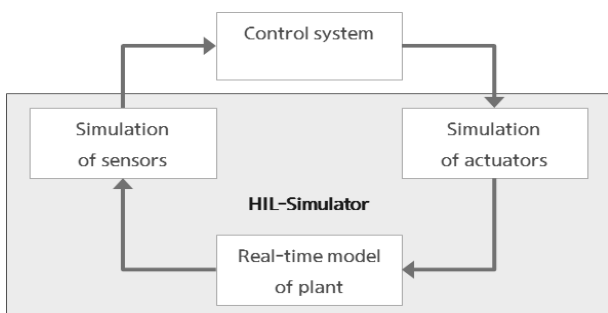 Control system
Simulation
of sensors
Simulation
of actuators
HIL-Simulator
Real-time model
of plant